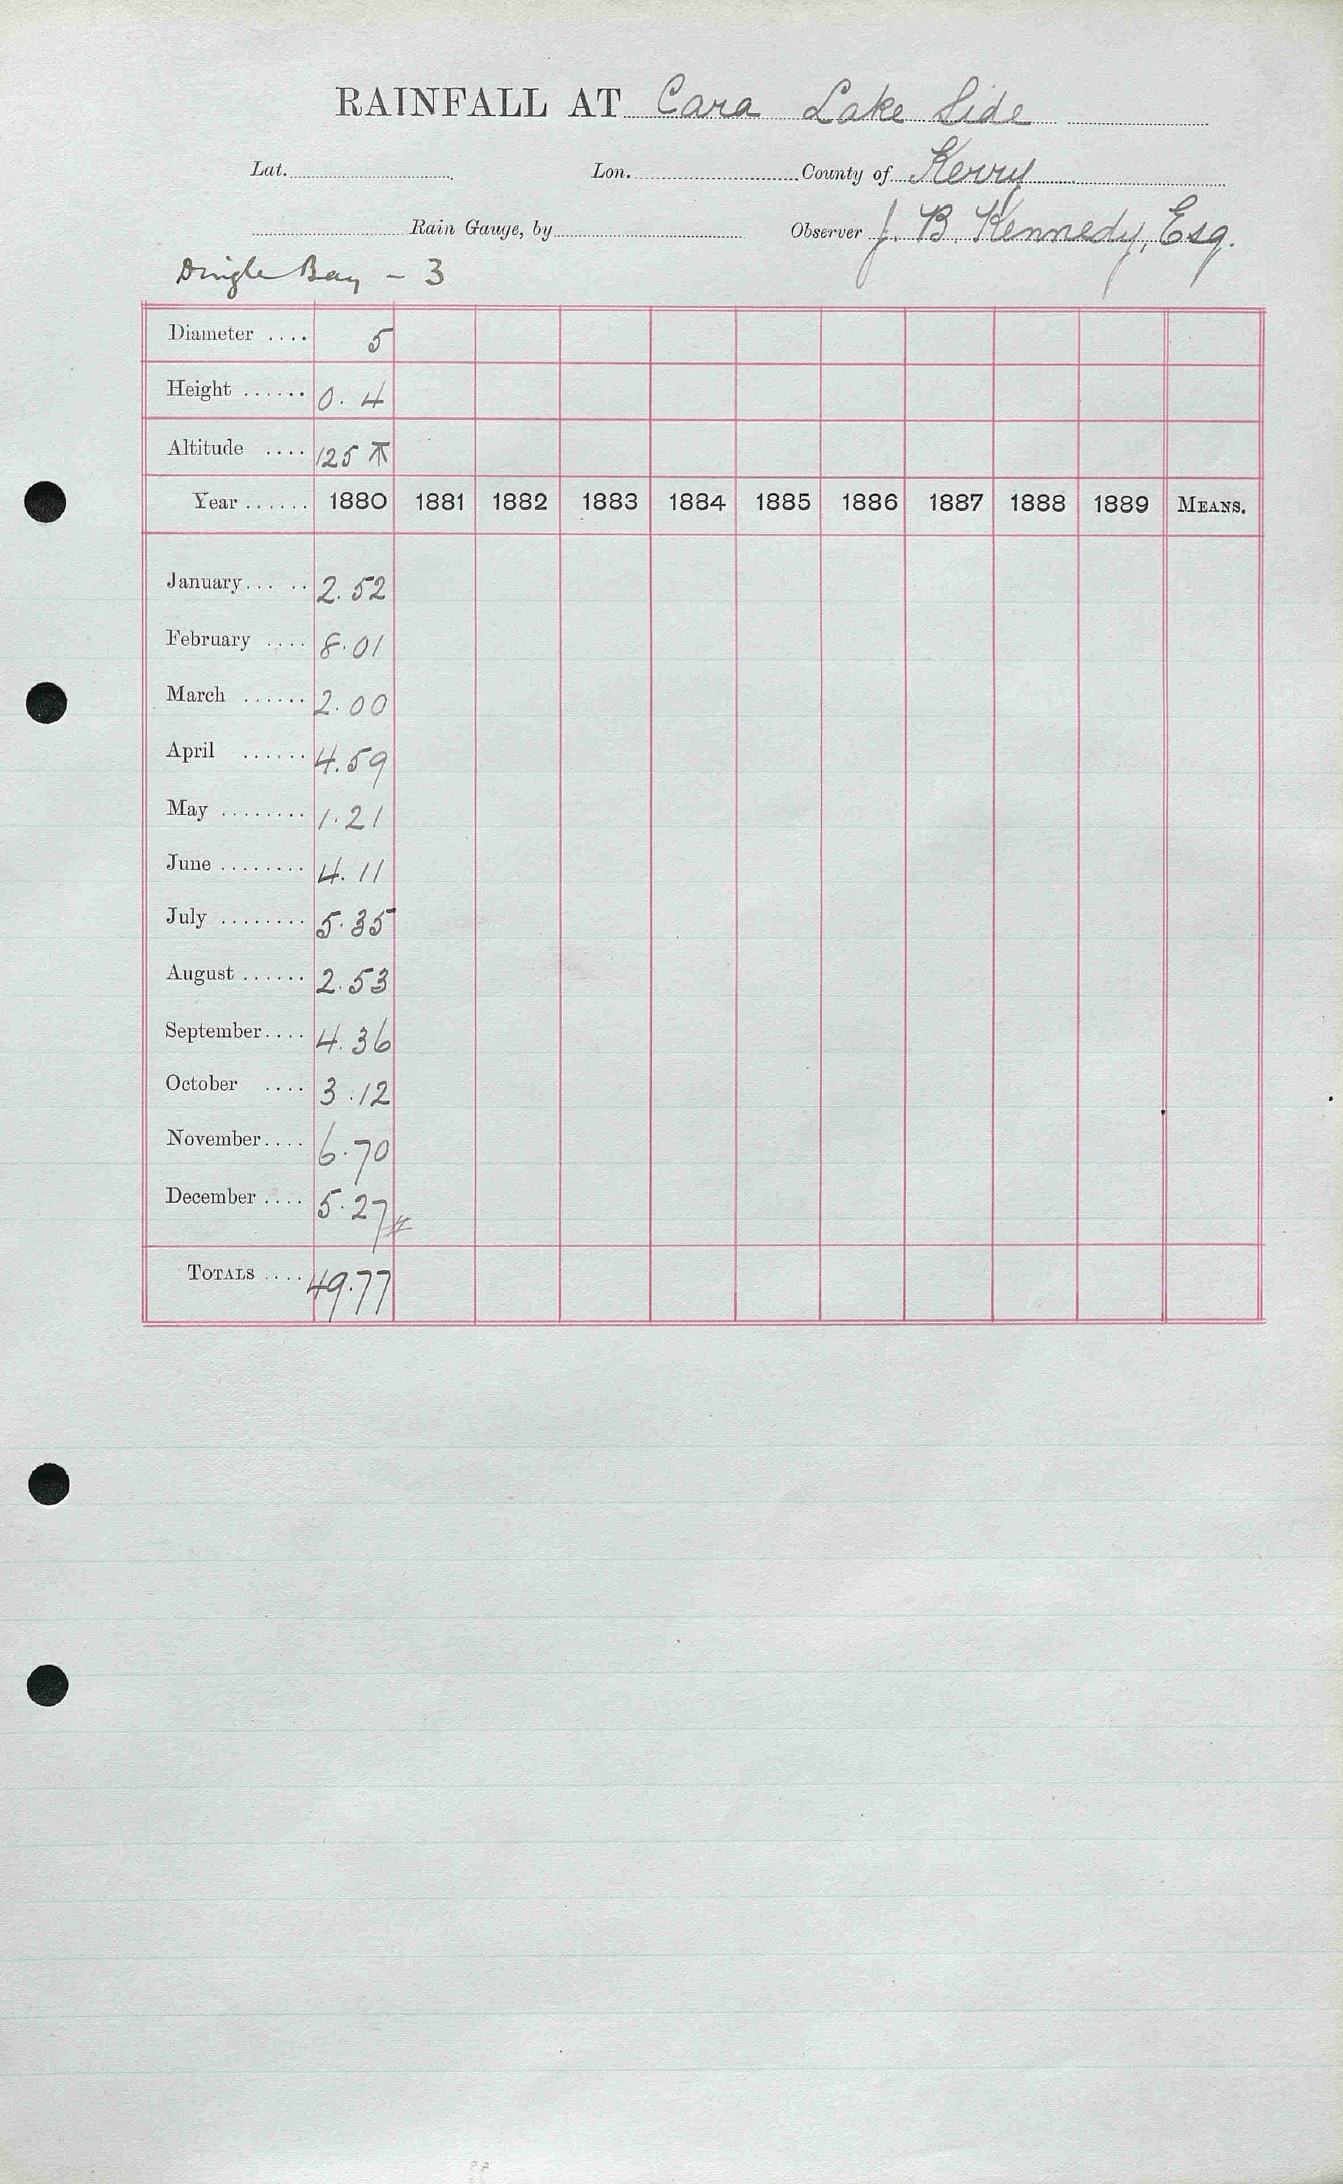 RAINFALL AT Cara Lake Side
Lat. Lon. County of Kerry
Rain Gauge, by Observer J. B. Kennedy, Esq.
Dingle Bay - 3
Diameter .... 5
Height ...... 0. 4
Altitude .... 125
Year ...... 1880 1881 1882 1883 1884 1885 1886 1887 1888 1889 MEANS.
January ... .. 2.52
February .... 8.01
March ...... 2.00
April ...... 4.59
May ........ 1.21
June ........ 4.11
July ........ 5.35
August ...... 2.53
September .... 4.36
October .... 3.12
November .... 6.70
December .... 5.27
TOTALS .... 49.77